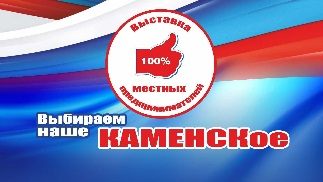 Выставка
100%
местных
предпринимателей
Выбираем
наше КАМЕНСКое